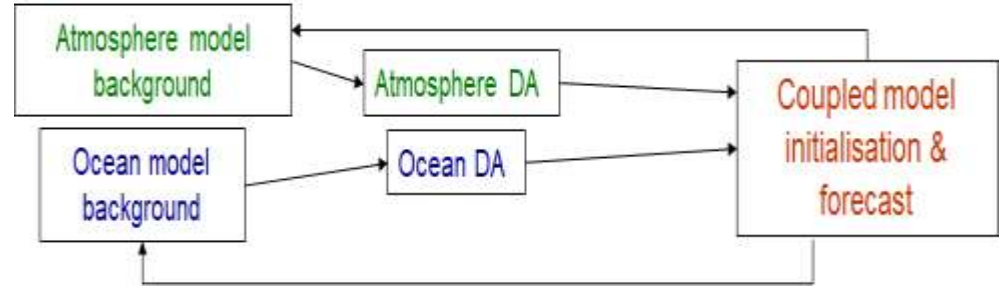 Atmosphere model
background
Atmosphere DA
Coupled model
initialisation &
forecast
Ocean model
background
Ocean DA